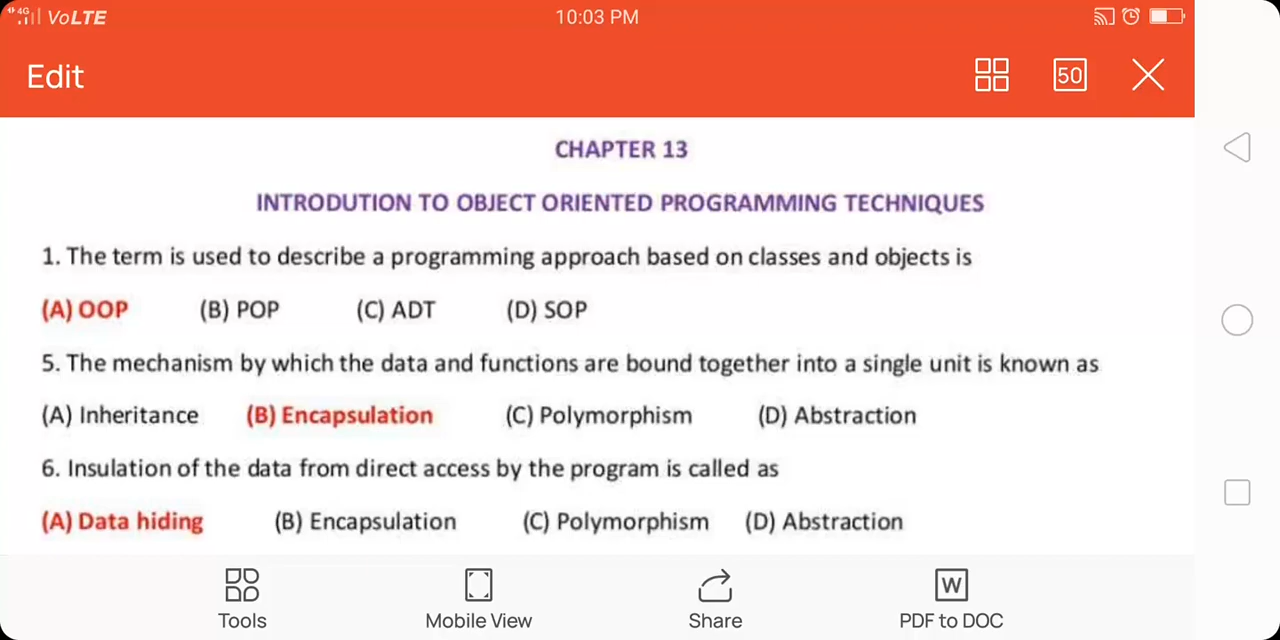 4G VoLTE 10:03 PM
Edit 50
CHAPTER 13
INTRODUTION TO OBJECT ORIENTED PROGRAMMING TECHNIQUES
1. The term is used to describe a programming approach based on classes and objects is
(A) OOP (B) POP (C) ADT (D) SOP
5. The mechanism by which the data and functions are bound together into a single unit is known as
(A) Inheritance (B) Encapsulation (C) Polymorphism (D) Abstraction
6. Insulation of the data from direct access by the program is called as
(A) Data hiding (B) Encapsulation (C) Polymorphism (D) Abstraction
W
Tools Mobile View Share PDF to DOC